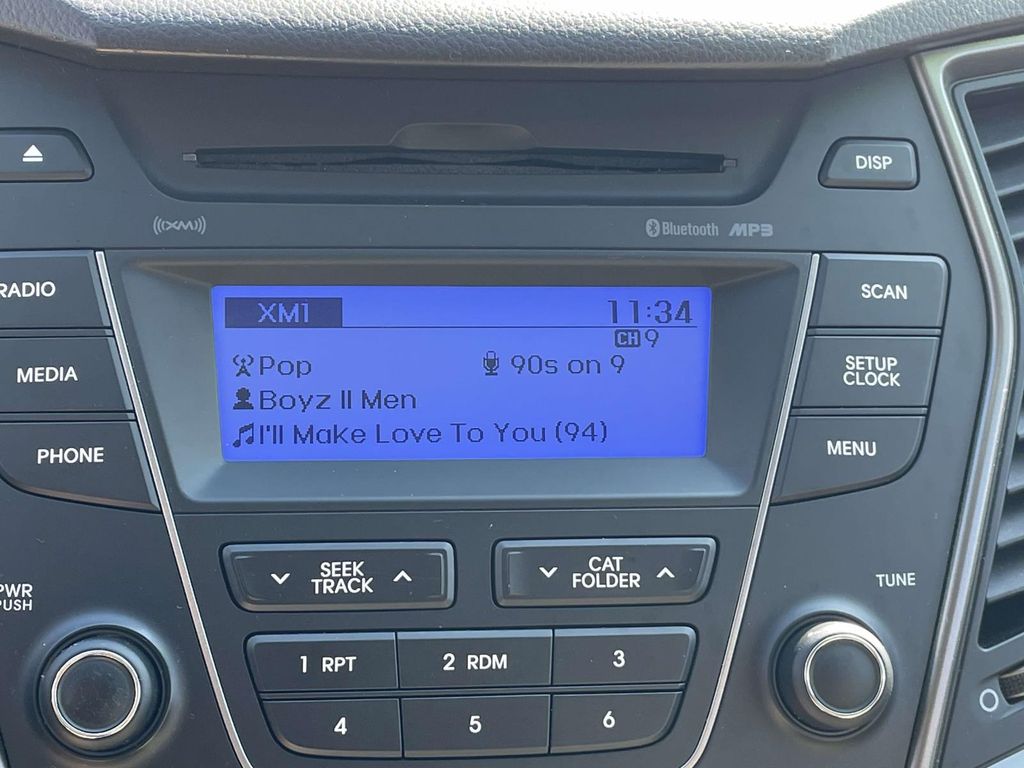 DISP
((XM))
Bluetooth MP3
RADIO
MEDIA
PHONE
XM1 11:34
CH 9
Pop 90s on 9
Boyz II Men
I'll Make Love To You (94)
SCAN
SETUP
CLOCK
MENU
SEEK
TRACK
CAT
FOLDER
PWR
PUSH
TUNE
1 RPT 2 RDM 3
4 5 6